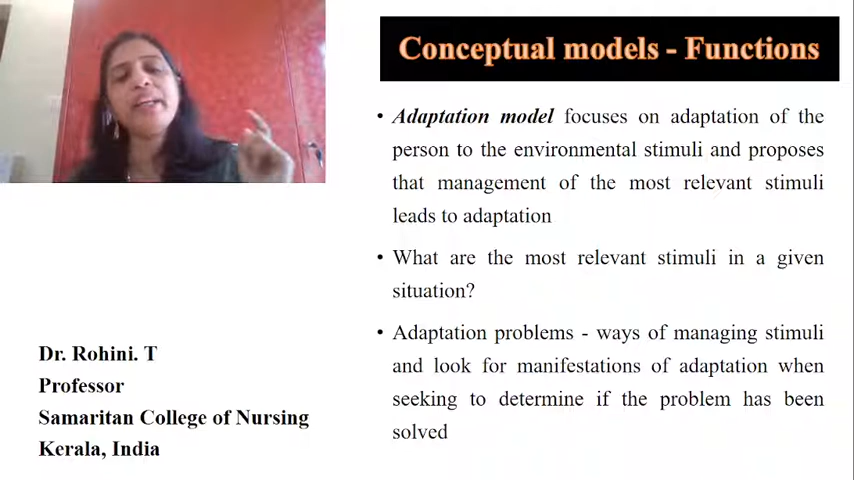 Conceptual models - Functions
• Adaptation model focuses on adaptation of the
person to the environmental stimuli and proposes
that management of the most relevant stimuli
leads to adaptation
• What are the most relevant stimuli in a given
situation?
• Adaptation problems - ways of managing stimuli
and look for manifestations of adaptation when
seeking to determine if the problem has been
solved
Dr. Rohini. T
Professor
Samaritan College of Nursing
Kerala, India